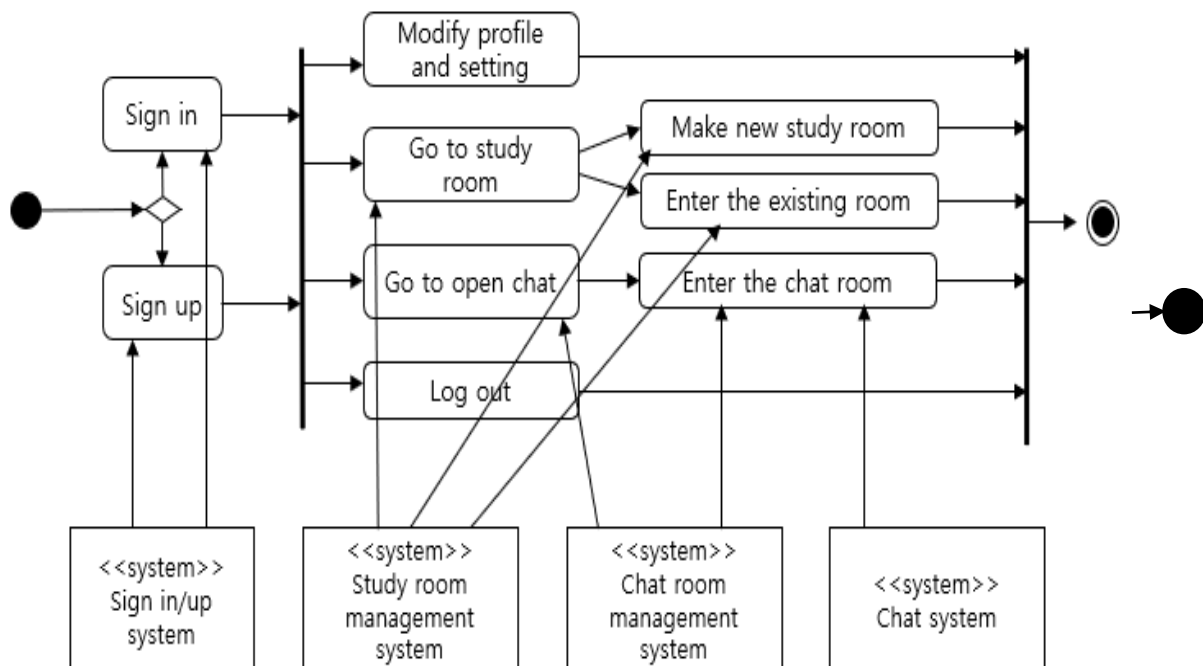 Modify profile
and setting
Sign in
Go to study
room
Make new study room
Enter the existing room
Sign up
Go to open chat
Enter the chat room
Log out
<<system>>
Sign in/up
system
<<system>>
Study room
management
system
<<system>>
Chat room
management
system
<<system>>
Chat system